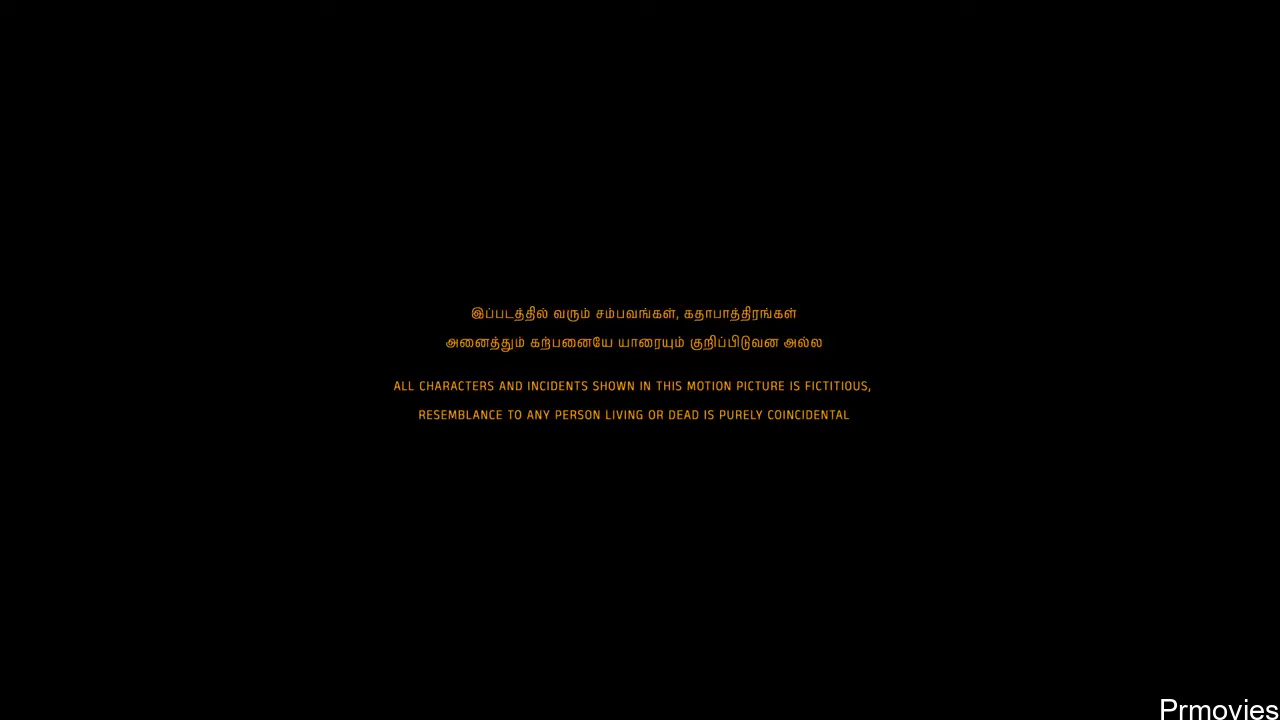 இப்படத்தில் வரும் சம்பவங்கள், கதாபாத்திரங்கள்
அனைத்தும் கற்பனையே யாரையும் குறிப்பிடுவன அல்ல
ALL CHARACTERS AND INCIDENTS SHOWN IN THIS MOTION PICTURE IS FICTITIOUS,
RESEMBLANCE TO ANY PERSON LIVING OR DEAD IS PURELY COINCIDENTAL
Prmovies